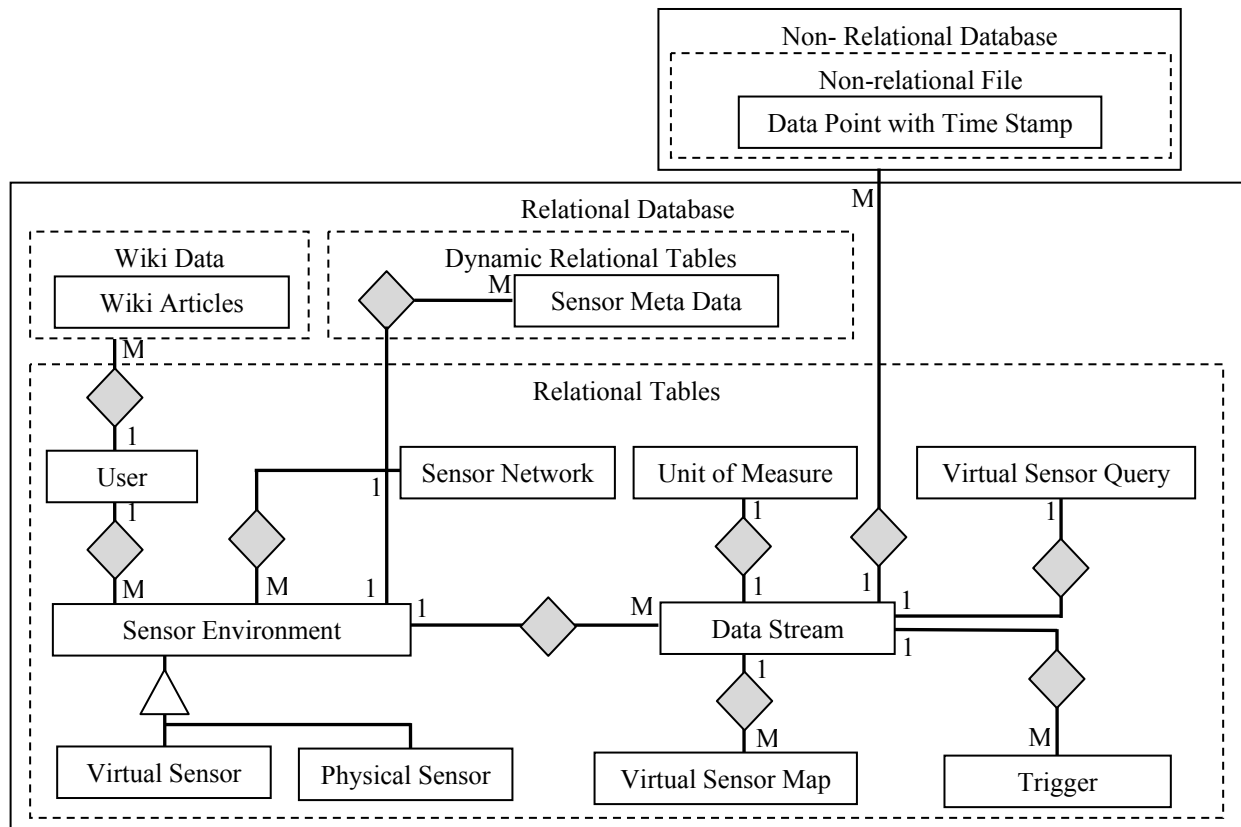 Non- Relational Database
Non-relational File
Data Point with Time Stamp
M
Relational Database
Wiki Data
Wiki Articles
Dynamic Relational Tables
M
Sensor Meta Data
M
Relational Tables
1
User
1
Sensor Network
1
Unit of Measure
1
Virtual Sensor Query
1
M
M
1
1
1
Sensor Environment
1
M
Data Stream
1
1
1
M
M
Virtual Sensor
Physical Sensor
Virtual Sensor Map
Trigger